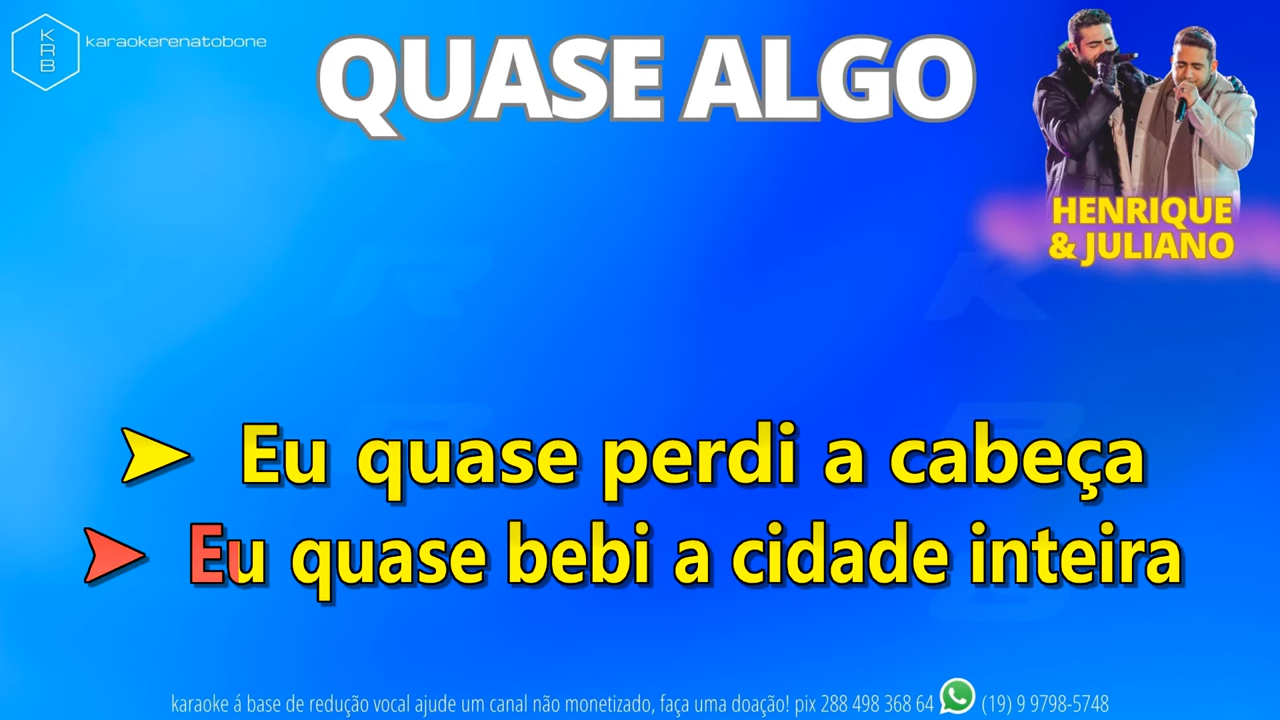 KRB
karaokerenatobone
QUASE ALGO
HENRIQUE
& JULIANO
➤ Eu quase perdi a cabeça
➤ Eu quase bebi a cidade inteira
karaoke á base de redução vocal ajude um canal não monetizado, faça uma doação! pix 288 498 368 64 (19) 9 9798-5748